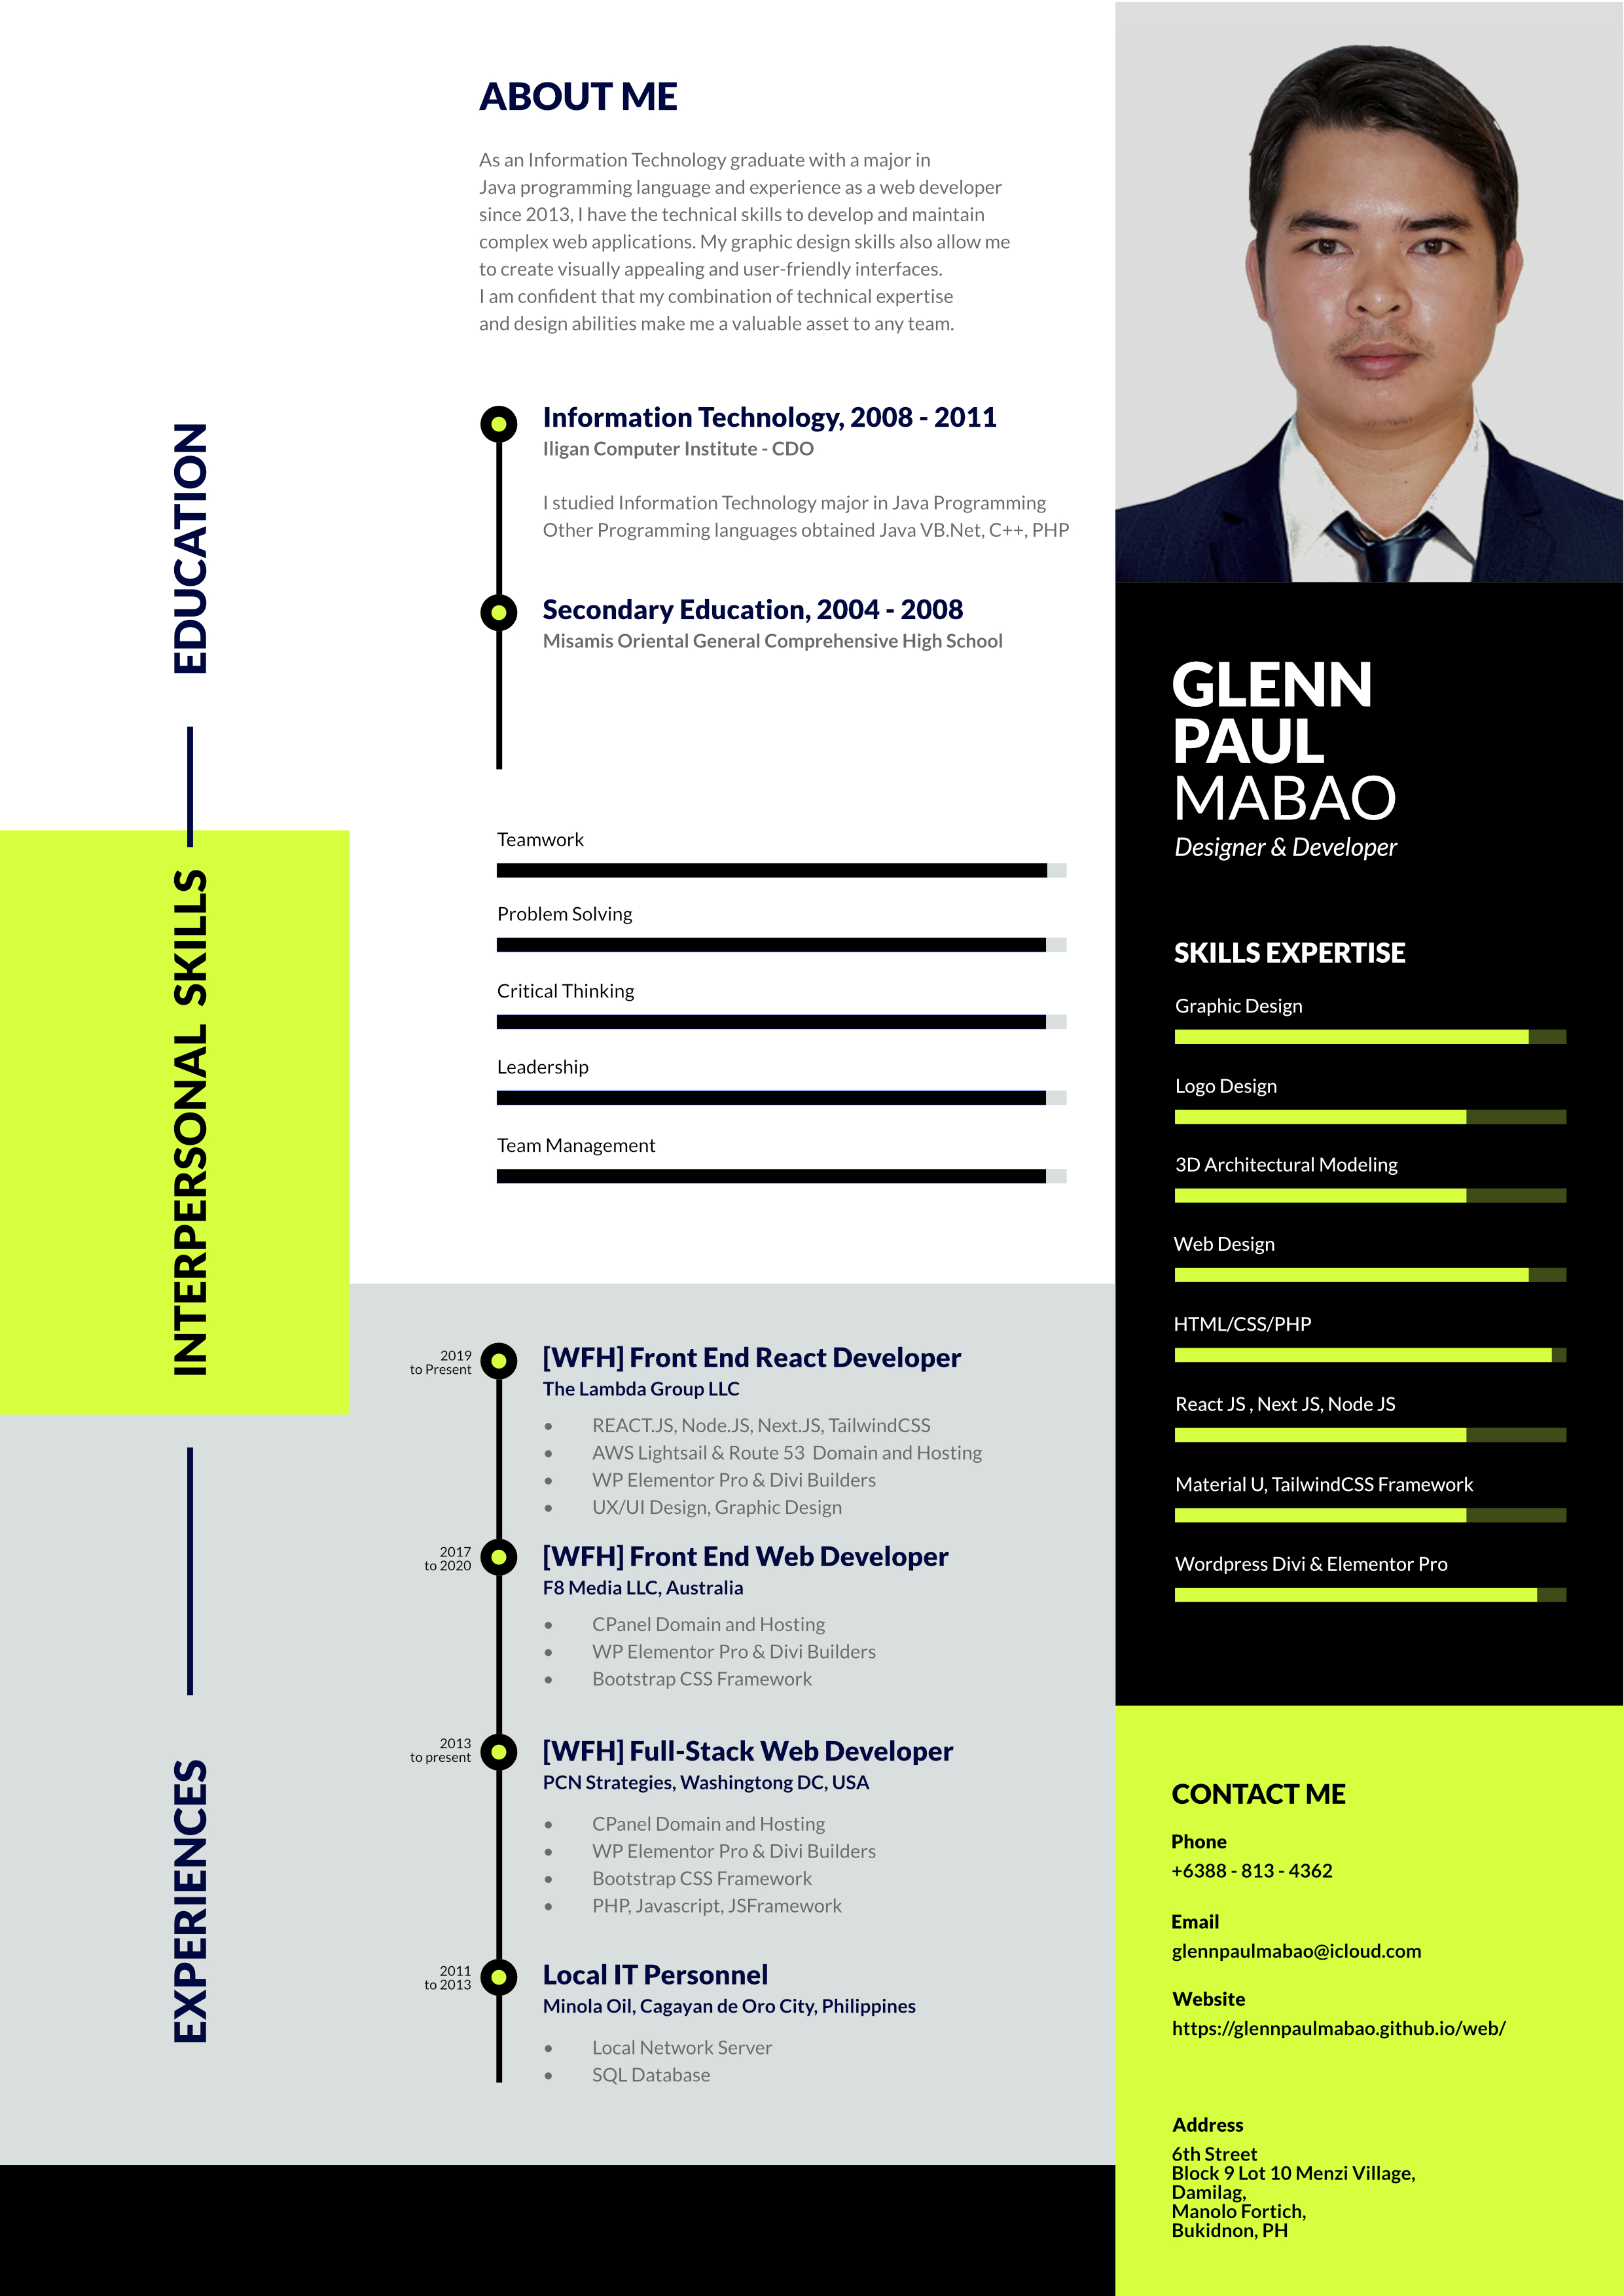 ABOUT ME
As an Information Technology graduate with a major in
Java programming language and experience as a web developer
since 2013, I have the technical skills to develop and maintain
complex web applications. My graphic design skills also allow me
to create visually appealing and user-friendly interfaces.
I am confident that my combination of technical expertise
and design abilities make me a valuable asset to any team.
EDUCATION
Information Technology, 2008 - 2011
Iligan Computer Institute - CDO
I studied Information Technology major in Java Programming
Other Programming languages obtained Java VB.Net, C++, PHP
Secondary Education, 2004 - 2008
Misamis Oriental General Comprehensive High School
INTERPERSONAL SKILLS
Teamwork
Problem Solving
Critical Thinking
Leadership
Team Management
EXPERIENCES
2019
to Present
[WFH] Front End React Developer
The Lambda Group LLC
• REACT.JS, Node.JS, Next.JS, TailwindCSS
• AWS Lightsail & Route 53 Domain and Hosting
• WP Elementor Pro & Divi Builders
• UX/UI Design, Graphic Design
2017
to 2020
[WFH] Front End Web Developer
F8 Media LLC, Australia
• CPanel Domain and Hosting
• WP Elementor Pro & Divi Builders
• Bootstrap CSS Framework
2013
to present
[WFH] Full-Stack Web Developer
PCN Strategies, Washingtong DC, USA
• CPanel Domain and Hosting
• WP Elementor Pro & Divi Builders
• Bootstrap CSS Framework
• PHP, Javascript, JSFramework
2011
to 2013
Local IT Personnel
Minola Oil, Cagayan de Oro City, Philippines
• Local Network Server
• SQL Database
GLENN
PAUL
MABAO
Designer & Developer
SKILLS EXPERTISE
Graphic Design
Logo Design
3D Architectural Modeling
Web Design
HTML/CSS/PHP
React JS , Next JS, Node JS
Material U, TailwindCSS Framework
Wordpress Divi & Elementor Pro
CONTACT ME
Phone
+6388 - 813 - 4362
Email
glennpaulmabao@icloud.com
Website
https://glennpaulmabao.github.io/web/
Address
6th Street
Block 9 Lot 10 Menzi Village,
Damilag,
Manolo Fortich,
Bukidnon, PH